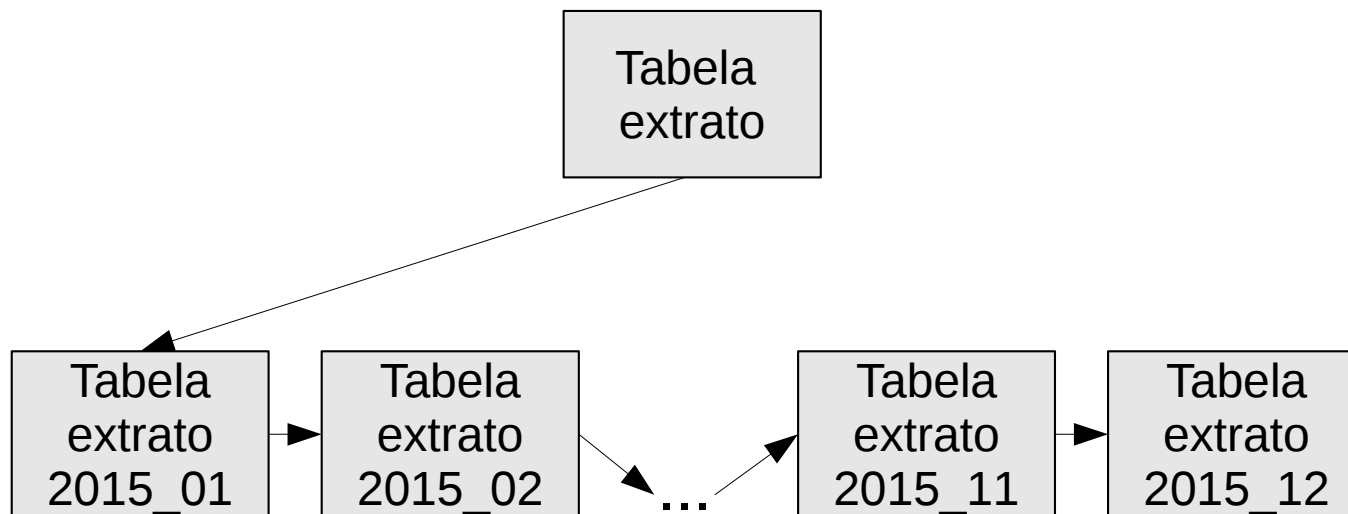 Tabela
extrato
Tabela
extrato
2015_01
Tabela
extrato
2015_02
...
Tabela
extrato
2015_11
Tabela
extrato
2015_12